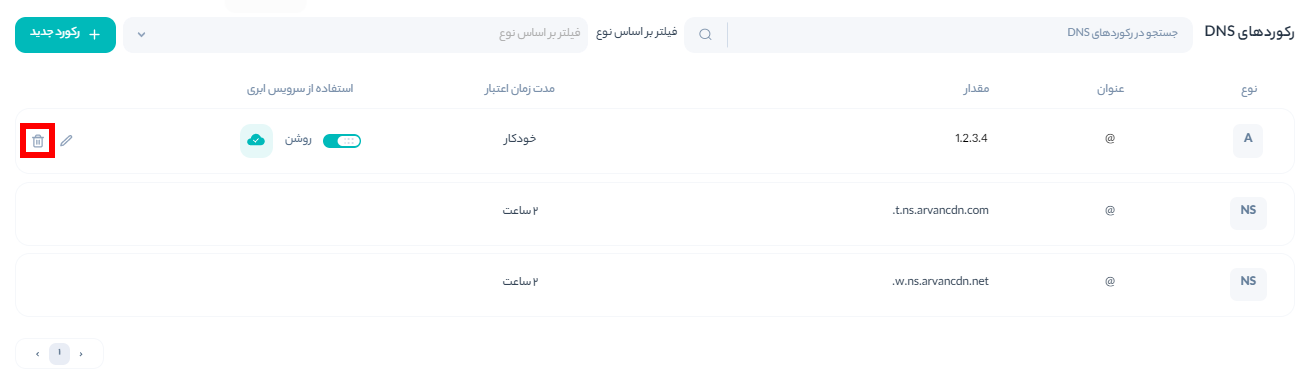 رکوردهای DNS جستجو در رکوردهای DNS فیلتر بر اساس نوع فیلتر بر اساس نوع رکورد جدید +
نوع عنوان مقدار مدت زمان اعتبار استفاده از سرویس ابری
A @ 1.2.3.4 خودکار روشن
NS @ t.ns.arvancdn.com. ۲ ساعت
NS @ w.ns.arvancdn.net. ۲ ساعت
۱